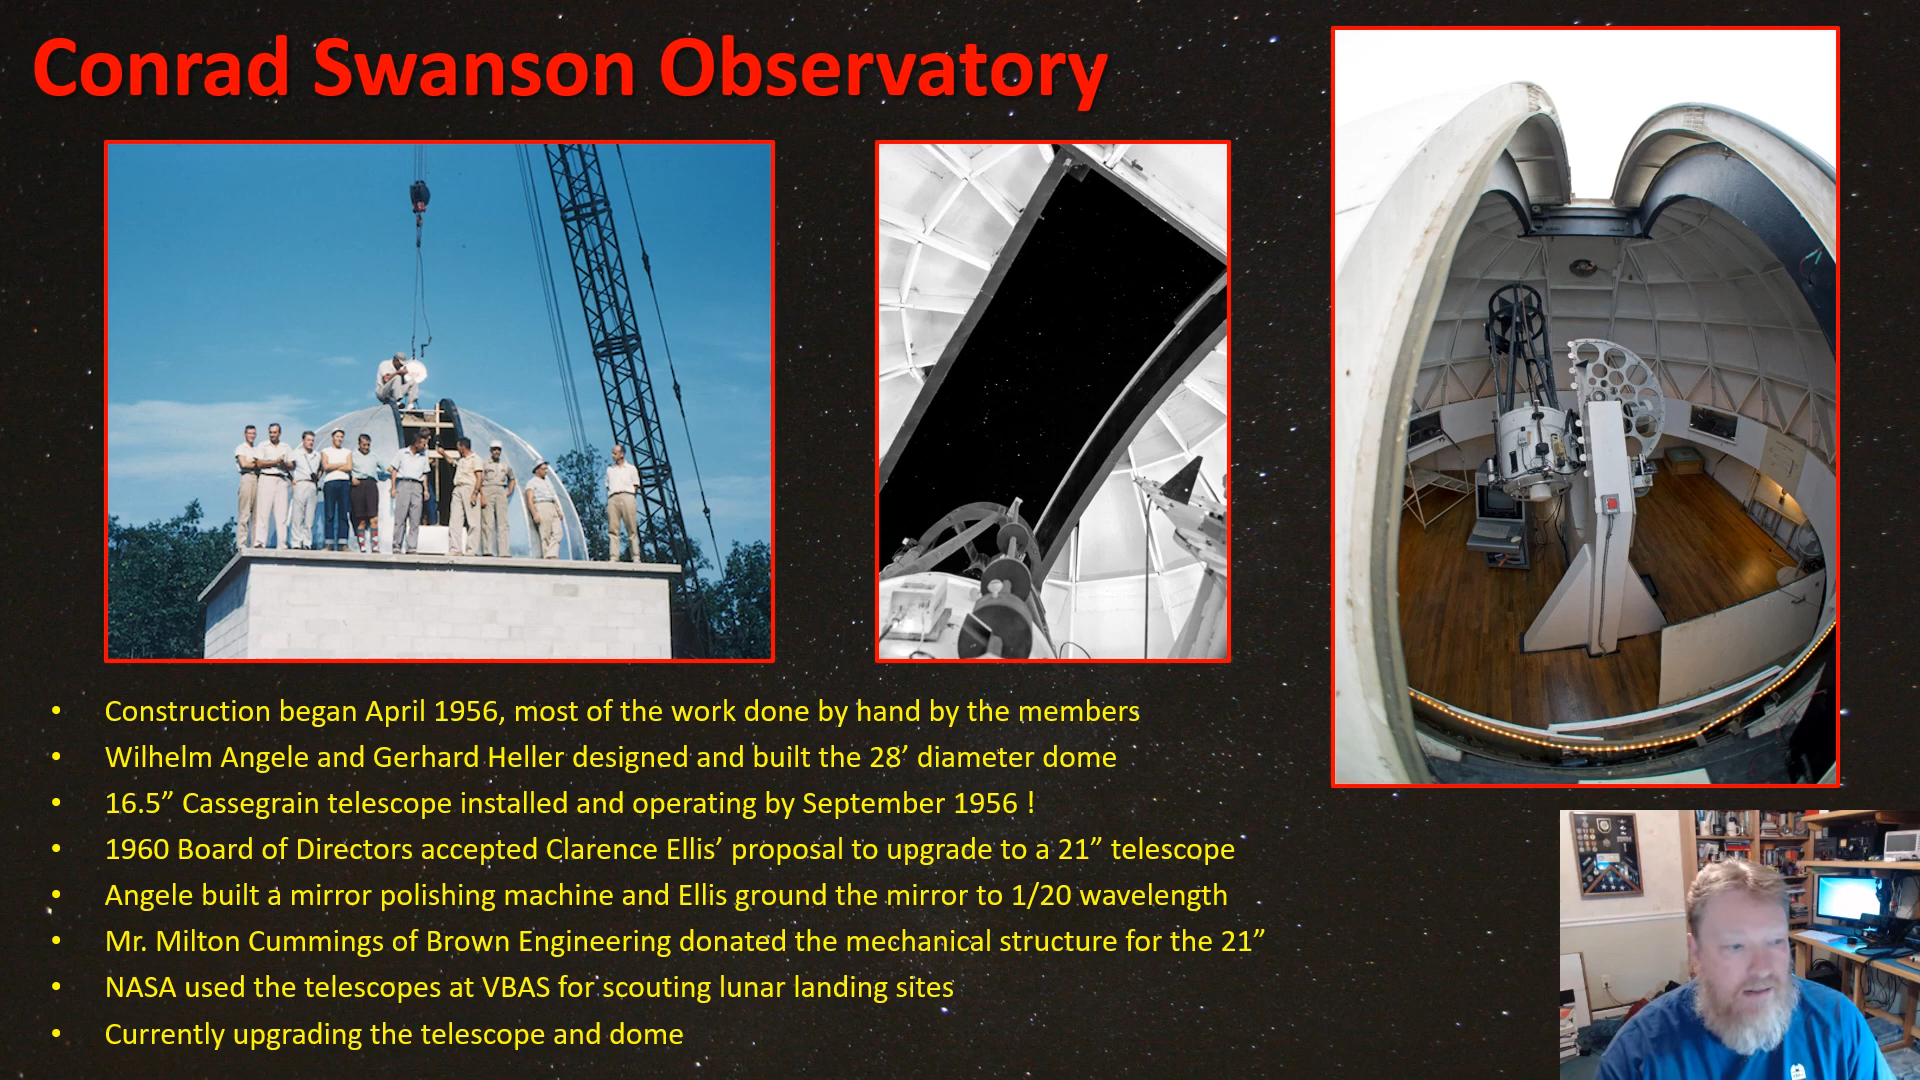 Conrad Swanson Observatory
• Construction began April 1956, most of the work done by hand by the members
• Wilhelm Angele and Gerhard Heller designed and built the 28’ diameter dome
• 16.5” Cassegrain telescope installed and operating by September 1956 !
• 1960 Board of Directors accepted Clarence Ellis’ proposal to upgrade to a 21” telescope
• Angele built a mirror polishing machine and Ellis ground the mirror to 1/20 wavelength
• Mr. Milton Cummings of Brown Engineering donated the mechanical structure for the 21”
• NASA used the telescopes at VBAS for scouting lunar landing sites
• Currently upgrading the telescope and dome